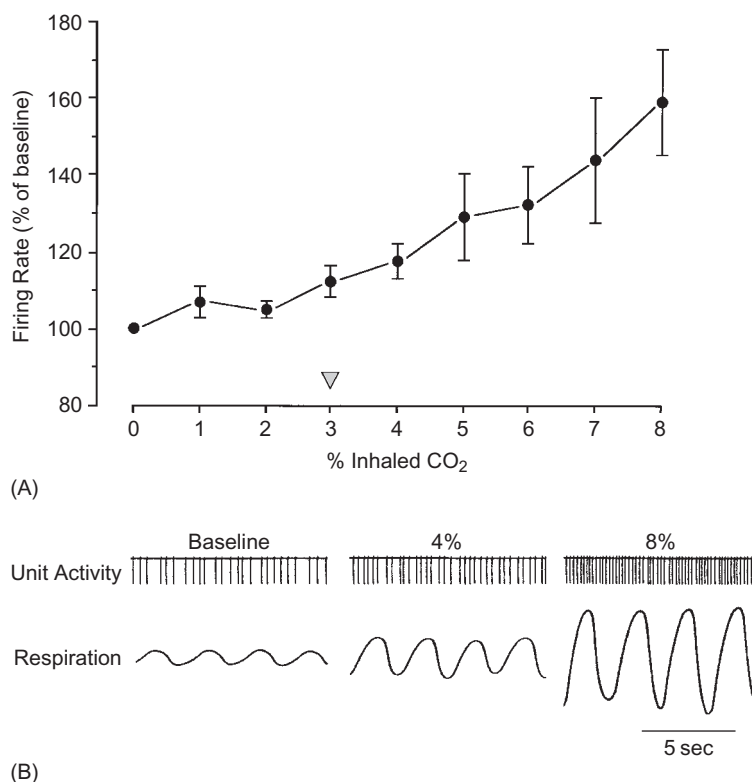 180
160
140
120
100
80
Firing Rate (% of baseline)
0 1 2 3 4 5 6 7 8
% Inhaled CO₂
(A)
Baseline 4% 8%
Unit Activity
Respiration
5 sec
(B)